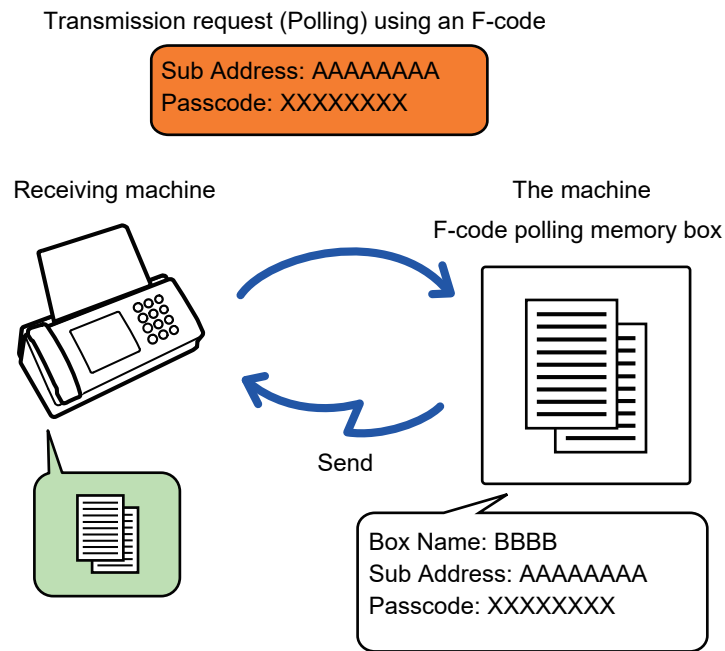 Transmission request (Polling) using an F-code
Sub Address: AAAAAAAA
Passcode: XXXXXXXX
Receiving machine
The machine
F-code polling memory box
Send
Box Name: BBBB
Sub Address: AAAAAAAA
Passcode: XXXXXXXX